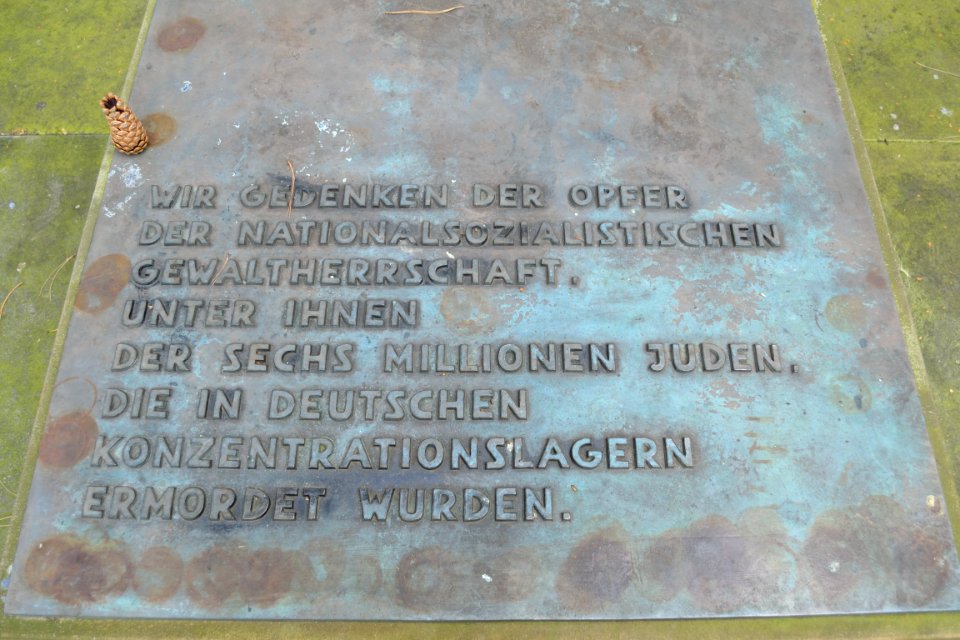 WIR GEDENKEN DER OPFER
DER NATIONALSOZIALISTISCHEN
GEWALTHERRSCHAFT.
UNTER IHNEN
DER SECHS MILLIONEN JUDEN.
DIE IN DEUTSCHEN
KONZENTRATIONSLAGERN
ERMORDET WURDEN.